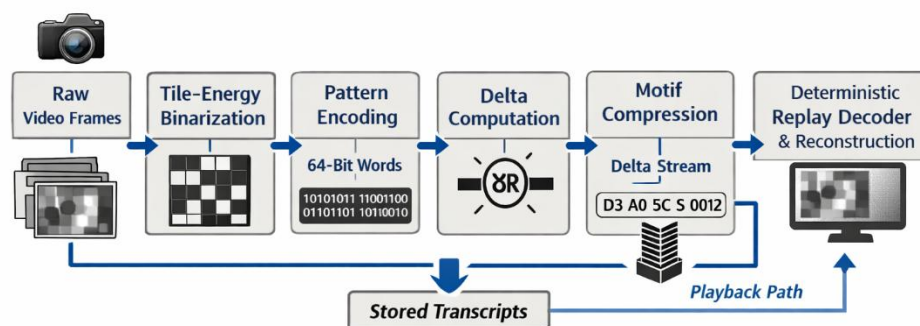 Raw
Video Frames
Tile-Energy
Binarization
Pattern
Encoding
64-Bit Words
10101011 11001100
01101101 10110010
Delta
Computation
ЖR
Motif
Compression
Delta Stream
D3 A0 5C S 0012
Deterministic
Replay Decoder
& Reconstruction
Stored Transcripts
Playback Path